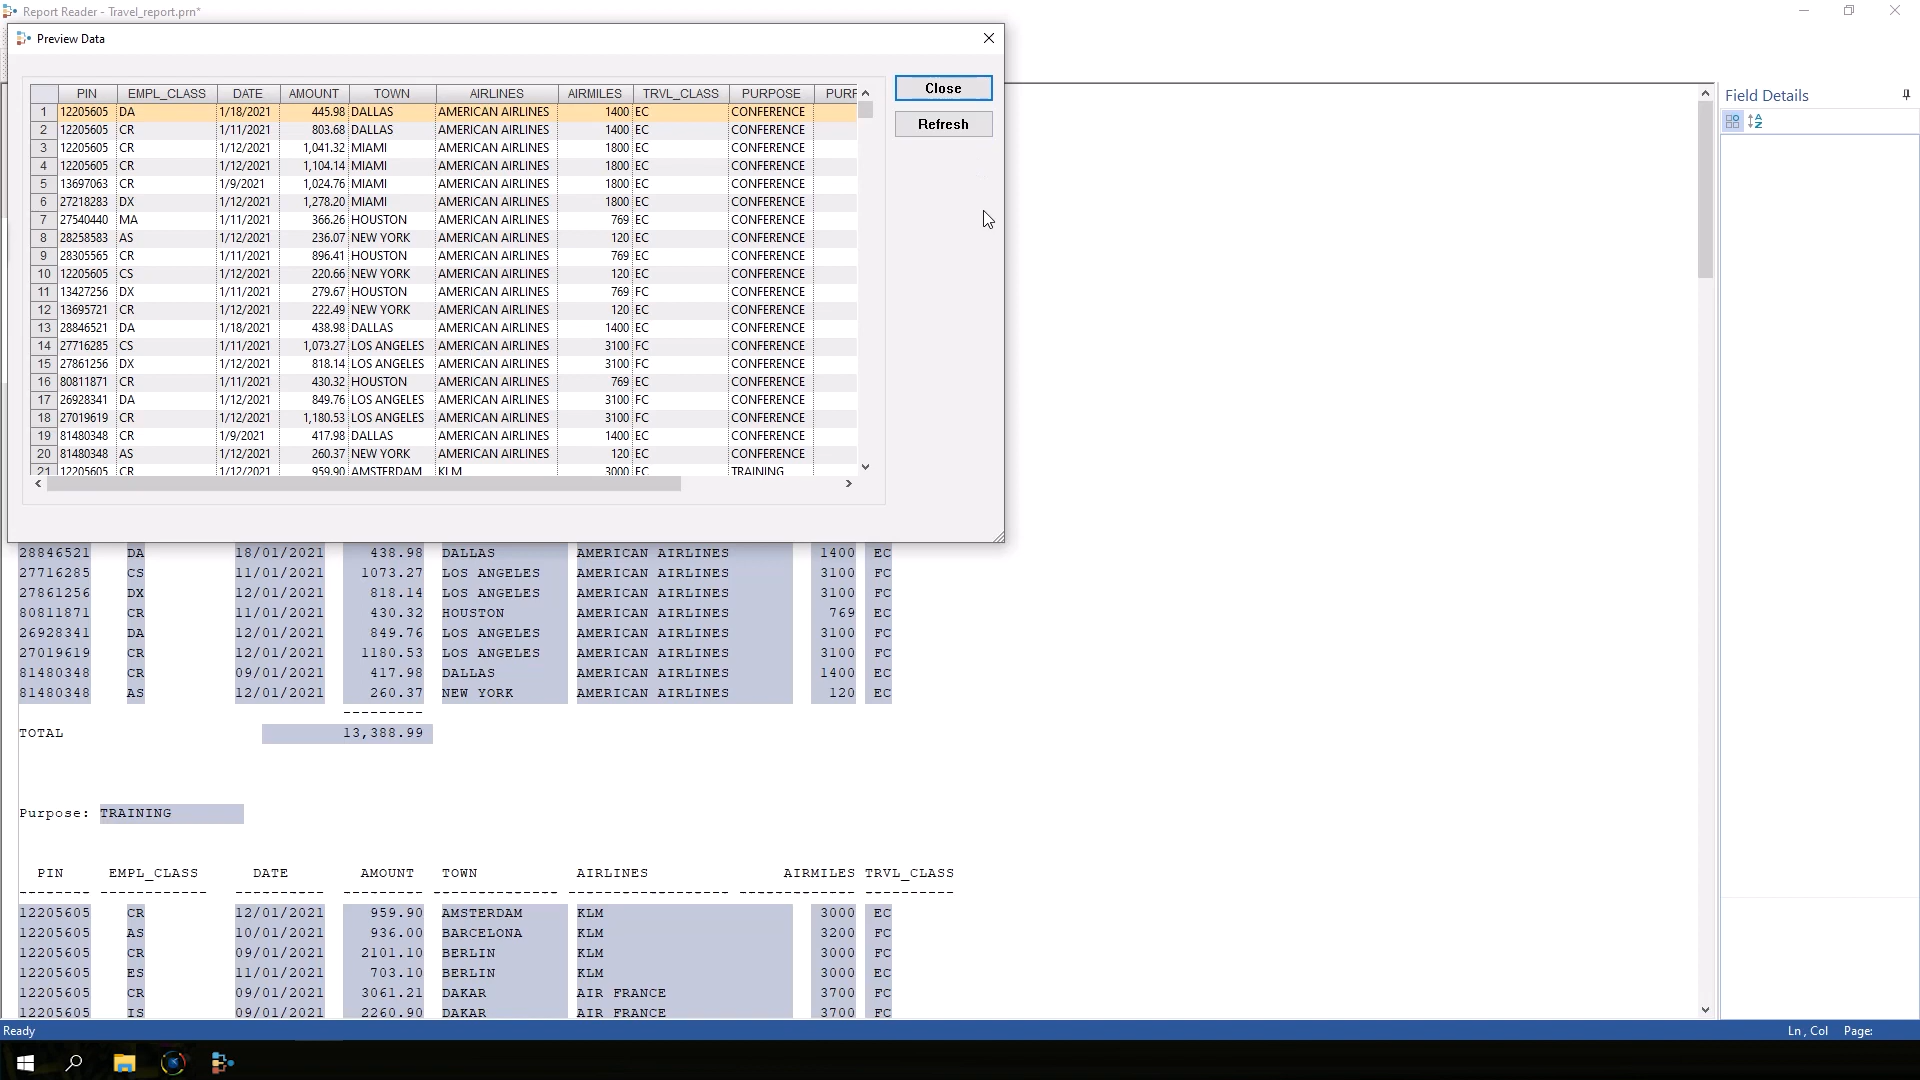 Report Reader - Travel_report.prn*
Preview Data
PIN EMPL_CLASS DATE AMOUNT TOWN AIRLINES AIRMILES TRVL_CLASS PURPOSE
1 12205605 DA 1/18/2021 445.98 DALLAS AMERICAN AIRLINES 1400 EC CONFERENCE
2 12205605 CR 1/11/2021 803.68 DALLAS AMERICAN AIRLINES 1400 EC CONFERENCE
3 12205605 CR 1/12/2021 1,041.32 MIAMI AMERICAN AIRLINES 1800 EC CONFERENCE
4 12205605 CR 1/12/2021 1,104.14 MIAMI AMERICAN AIRLINES 1800 EC CONFERENCE
5 13697063 CR 1/9/2021 1,024.76 MIAMI AMERICAN AIRLINES 1800 EC CONFERENCE
6 27218283 DX 1/12/2021 1,278.20 MIAMI AMERICAN AIRLINES 1800 EC CONFERENCE
7 27540440 MA 1/11/2021 366.26 HOUSTON AMERICAN AIRLINES 769 EC CONFERENCE
8 28258583 AS 1/12/2021 236.07 NEW YORK AMERICAN AIRLINES 120 EC CONFERENCE
9 28305565 CR 1/11/2021 896.41 HOUSTON AMERICAN AIRLINES 769 EC CONFERENCE
10 12205605 CS 1/12/2021 220.66 NEW YORK AMERICAN AIRLINES 120 EC CONFERENCE
11 13427256 DX 1/11/2021 279.67 HOUSTON AMERICAN AIRLINES 769 FC CONFERENCE
12 13695721 CR 1/12/2021 222.49 NEW YORK AMERICAN AIRLINES 120 EC CONFERENCE
13 28846521 DA 1/18/2021 438.98 DALLAS AMERICAN AIRLINES 1400 EC CONFERENCE
14 27716285 CS 1/11/2021 1,073.27 LOS ANGELES AMERICAN AIRLINES 3100 FC CONFERENCE
15 27861256 DX 1/12/2021 818.14 LOS ANGELES AMERICAN AIRLINES 3100 FC CONFERENCE
16 80811871 CR 1/11/2021 430.32 HOUSTON AMERICAN AIRLINES 769 EC CONFERENCE
17 26928341 DA 1/12/2021 849.76 LOS ANGELES AMERICAN AIRLINES 3100 FC CONFERENCE
18 27019619 CR 1/12/2021 1,180.53 LOS ANGELES AMERICAN AIRLINES 3100 FC CONFERENCE
19 81480348 CR 1/9/2021 417.98 DALLAS AMERICAN AIRLINES 1400 EC CONFERENCE
20 81480348 AS 1/12/2021 260.37 NEW YORK AMERICAN AIRLINES 120 EC CONFERENCE
21 12205605 CR 1/12/2021 959.90 AMSTERDAM KLM 3000 EC TRAINING
Close
Refresh
Field Details
28846521 DA 18/01/2021 438.98 DALLAS AMERICAN AIRLINES 1400 EC
27716285 CS 11/01/2021 1073.27 LOS ANGELES AMERICAN AIRLINES 3100 FC
27861256 DX 12/01/2021 818.14 LOS ANGELES AMERICAN AIRLINES 3100 FC
80811871 CR 11/01/2021 430.32 HOUSTON AMERICAN AIRLINES 769 EC
26928341 DA 12/01/2021 849.76 LOS ANGELES AMERICAN AIRLINES 3100 FC
27019619 CR 12/01/2021 1180.53 LOS ANGELES AMERICAN AIRLINES 3100 FC
81480348 CR 09/01/2021 417.98 DALLAS AMERICAN AIRLINES 1400 EC
81480348 AS 12/01/2021 260.37 NEW YORK AMERICAN AIRLINES 120 EC
---------
TOTAL 13,388.99
Purpose: TRAINING
PIN EMPL_CLASS DATE AMOUNT TOWN AIRLINES AIRMILES TRVL_CLASS
-------- ------------ ---------- --------- -------------- ------------------ ------------- ----------
12205605 CR 12/01/2021 959.90 AMSTERDAM KLM 3000 EC
12205605 AS 10/01/2021 936.00 BARCELONA KLM 3200 FC
12205605 CR 09/01/2021 2101.10 BERLIN KLM 3000 FC
12205605 ES 11/01/2021 703.10 BERLIN KLM 3000 EC
12205605 CR 09/01/2021 3061.21 DAKAR AIR FRANCE 3700 FC
12205605 IS 09/01/2021 2260.90 DAKAR AIR FRANCE 3700 FC
Ready
Ln , Col Page: